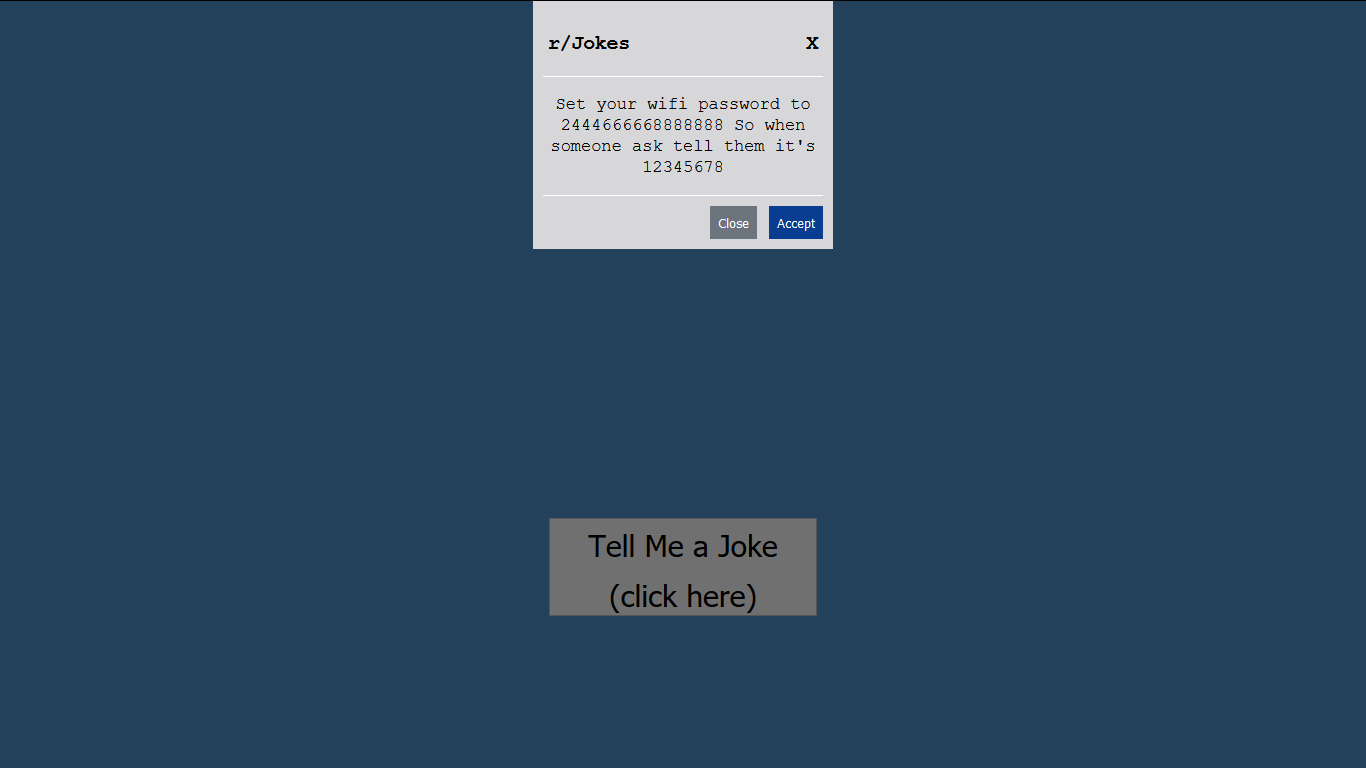 r/Jokes X
Set your wifi password to
2444666668888888 So when
someone ask tell them it's
12345678
Close Accept
Tell Me a Joke
(click here)